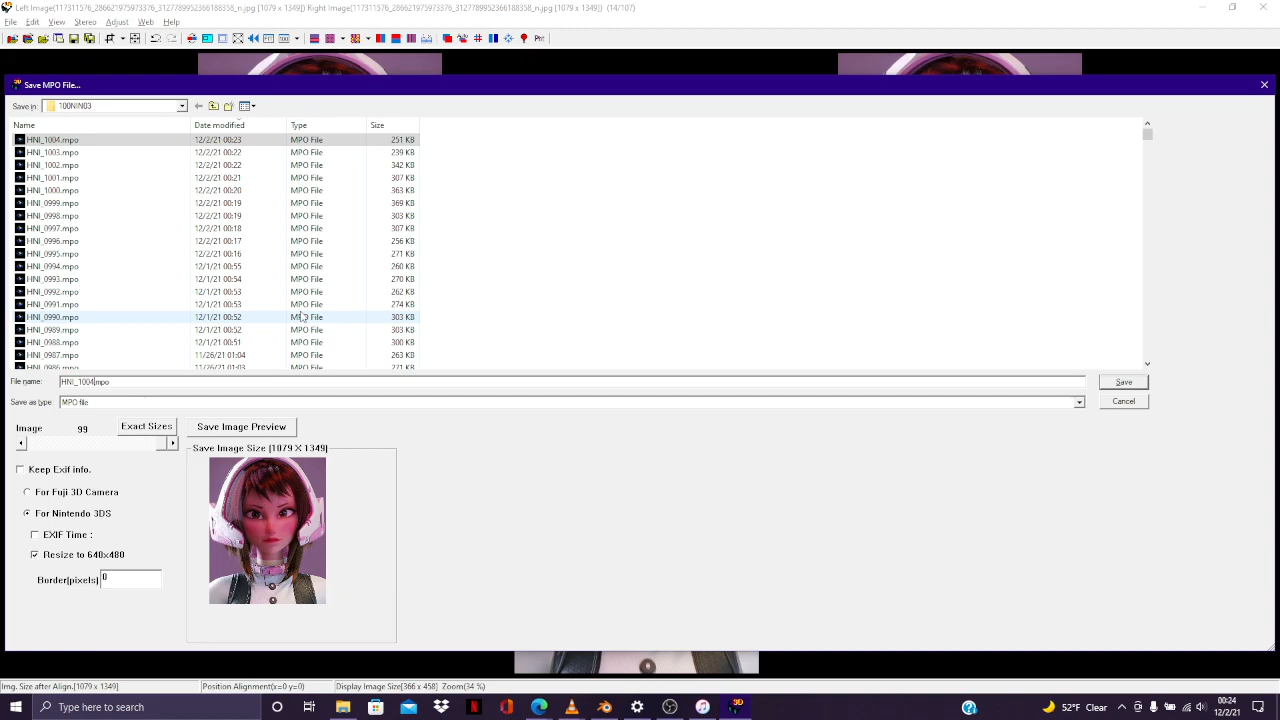 Left Image(117311576_286621975973376_3127789952366188358_n.jpg [1079 x 1349]) Right Image(117311576_286621975973376_3127789952366188358_n.jpg [1079 x 1349]) (14/107)
File Edit View Stereo Adjust Web Help
Save MPO File...
Save in: 100NIN03
Name Date modified Type Size
HNI_1004.mpo 12/2/21 00:23 MPO File 251 KB
HNI_1003.mpo 12/2/21 00:22 MPO File 239 KB
HNI_1002.mpo 12/2/21 00:22 MPO File 342 KB
HNI_1001.mpo 12/2/21 00:21 MPO File 307 KB
HNI_1000.mpo 12/2/21 00:20 MPO File 363 KB
HNI_0999.mpo 12/2/21 00:19 MPO File 369 KB
HNI_0998.mpo 12/2/21 00:19 MPO File 303 KB
HNI_0997.mpo 12/2/21 00:18 MPO File 307 KB
HNI_0996.mpo 12/2/21 00:17 MPO File 256 KB
HNI_0995.mpo 12/2/21 00:16 MPO File 271 KB
HNI_0994.mpo 12/1/21 00:55 MPO File 260 KB
HNI_0993.mpo 12/1/21 00:54 MPO File 270 KB
HNI_0992.mpo 12/1/21 00:53 MPO File 262 KB
HNI_0991.mpo 12/1/21 00:53 MPO File 274 KB
HNI_0990.mpo 12/1/21 00:52 MPO File 303 KB
HNI_0989.mpo 12/1/21 00:52 MPO File 303 KB
HNI_0988.mpo 12/1/21 00:51 MPO File 300 KB
HNI_0987.mpo 11/26/21 01:04 MPO File 263 KB
HNI_0986.mpo 11/26/21 01:03 MPO File 271 KB
File name: HNI_1004.mpo Save
Save as type: MPO file Cancel
Image 99 Exact Sizes Save Image Preview
Save Image Size [1079 X 1349]
Keep Exif info.
For Fuji 3D Camera
For Nintendo 3DS
EXIF Time :
Resize to 640x480
Border(pixels) 0
Img. Size after Align.[1079 x 1349] Position Alignment(x=0 y=0) Display Image Size[366 x 458] Zoom(34 %)
Type here to search 52°F Clear 00:24
12/2/21